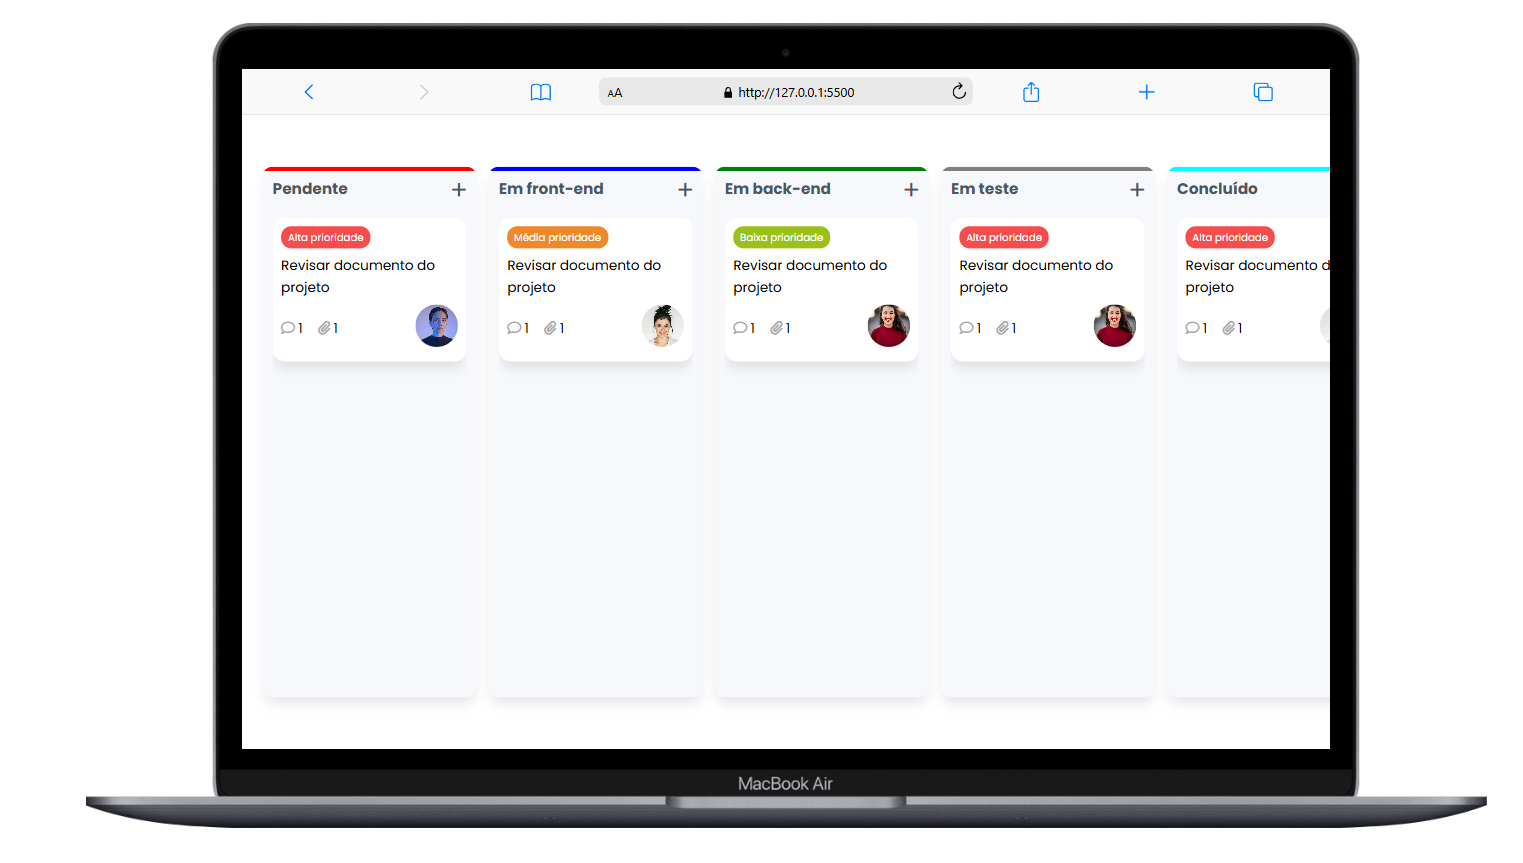 AA http://127.0.0.1:5500
Pendente
Alta prioridade
Revisar documento do
projeto
1 1
Em front-end
Média prioridade
Revisar documento do
projeto
1 1
Em back-end
Baixa prioridade
Revisar documento do
projeto
1 1
Em teste
Alta prioridade
Revisar documento do
projeto
1 1
Concluído
Alta prioridade
Revisar documento d
projeto
1 1
MacBook Air